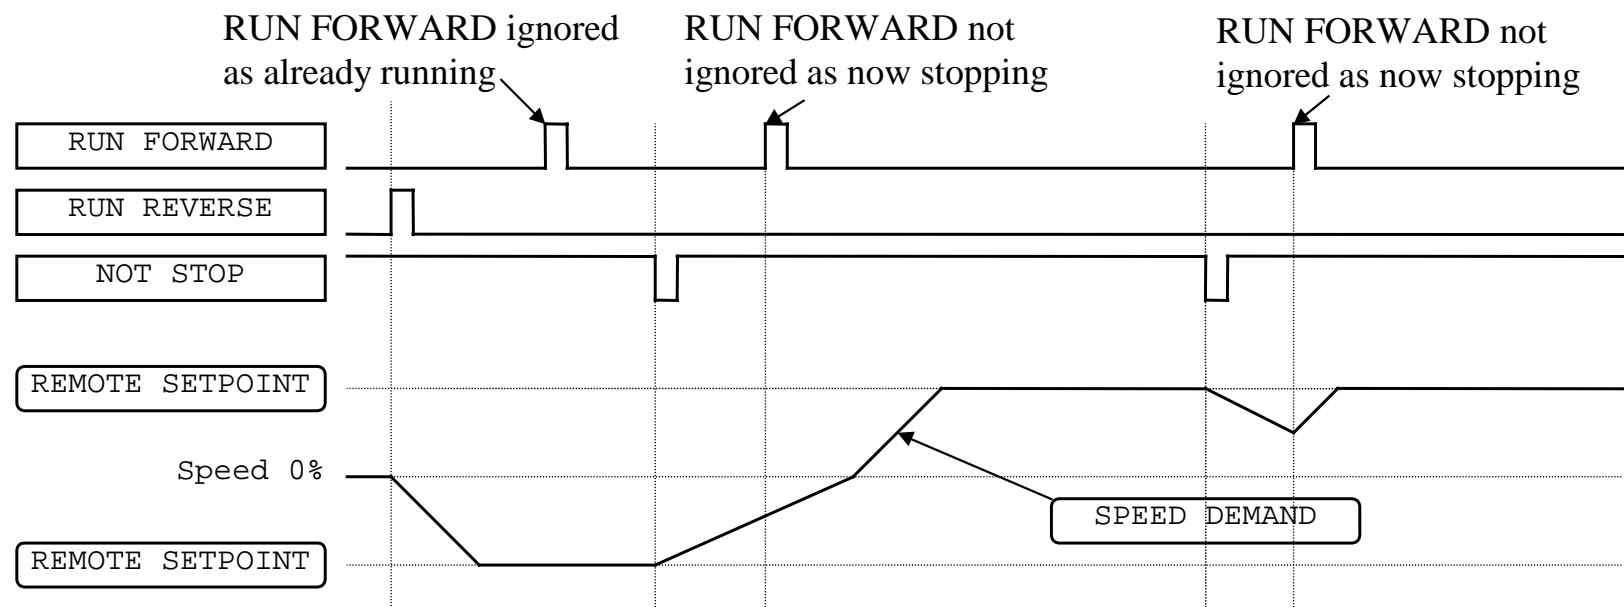 RUN FORWARD ignored
as already running
RUN FORWARD not
ignored as now stopping
RUN FORWARD not
ignored as now stopping
RUN FORWARD
RUN REVERSE
NOT STOP
REMOTE SETPOINT
Speed 0%
SPEED DEMAND
REMOTE SETPOINT